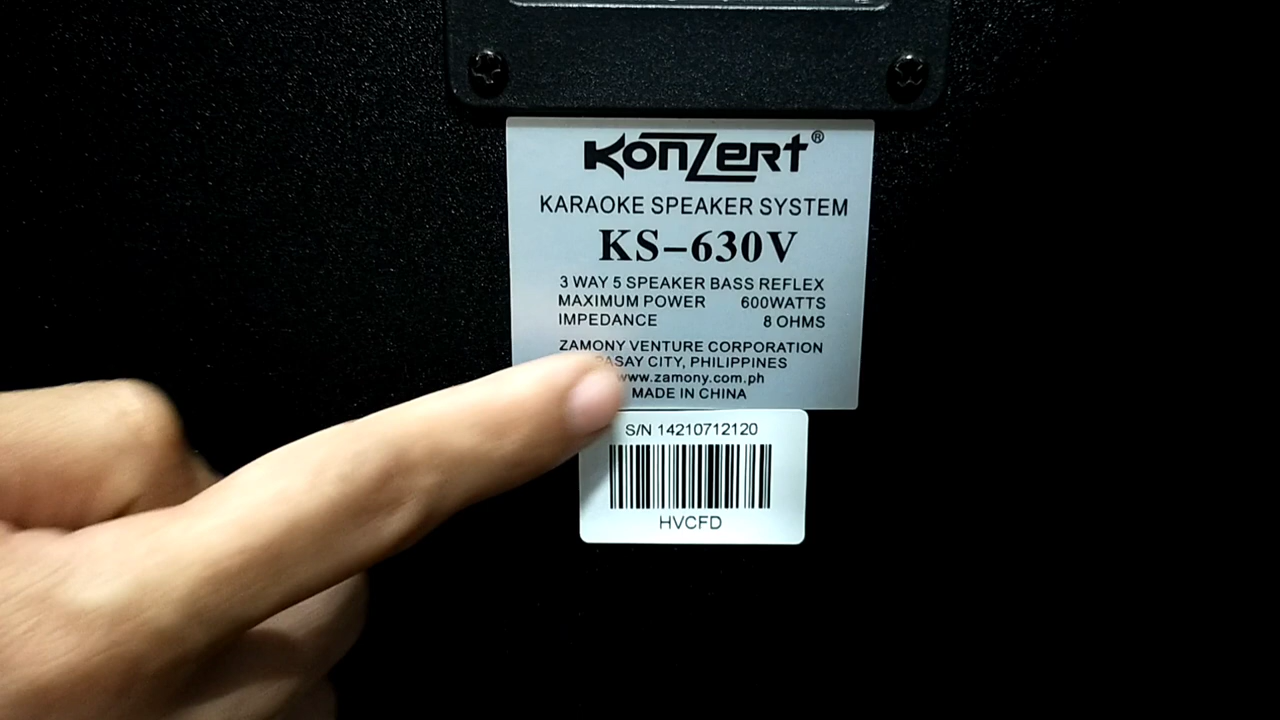 KONZERT®
KARAOKE SPEAKER SYSTEM
KS-630V
3 WAY 5 SPEAKER BASS REFLEX
MAXIMUM POWER 600WATTS
IMPEDANCE 8 OHMS
ZAMONY VENTURE CORPORATION
PASAY CITY, PHILIPPINES
www.zamony.com.ph
MADE IN CHINA
S/N 14210712120
HVCFD